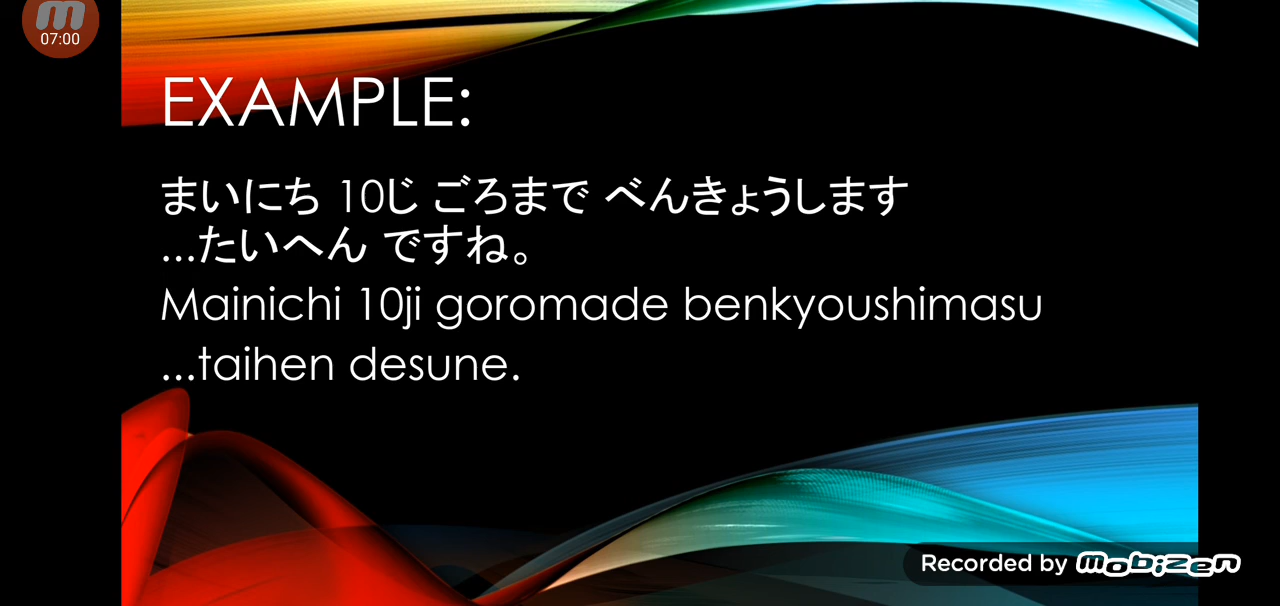 07:00
EXAMPLE:
まいにち 10じ ごろまで べんきょうします
...たいへん ですね。
Mainichi 10ji goromade benkyoushimasu
...taihen desune.
Recorded by mobizen